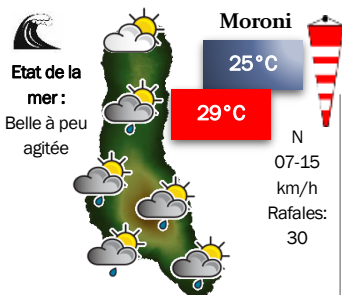 Moroni
25°C
29°C
Etat de la
mer :
Belle à peu
agitée
N
07-15
km/h
Rafales:
30